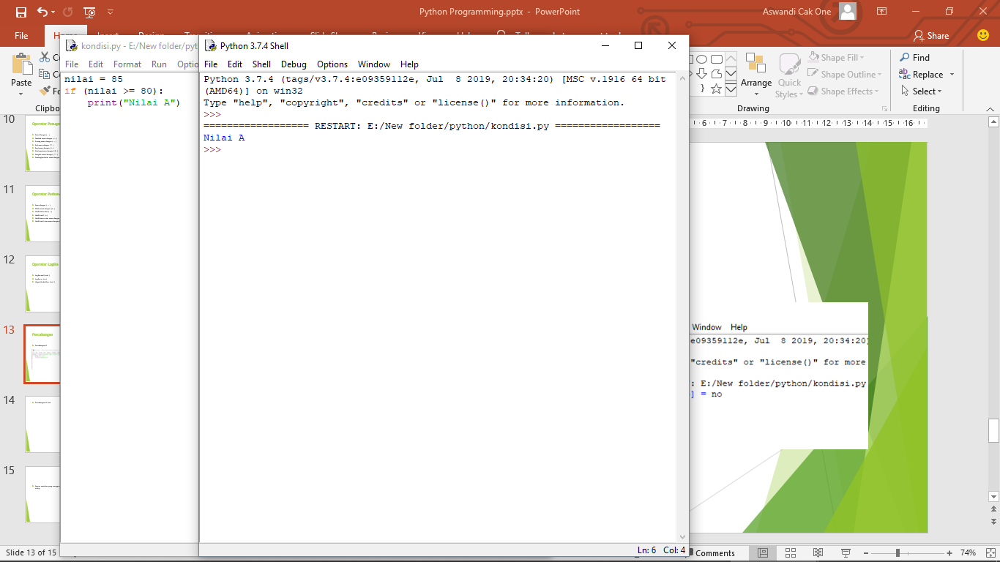 Python Programming.pptx - PowerPoint
Aswandi Cak One
File
Share
Paste
Clipb
Arrange
Quick
Styles
Shape Fill
Shape Outline
Shape Effects
Drawing
Find
Replace
Select
Editing
kondisi.py - E:/New folder/pyt
File Edit Format Run Optio
nilai = 85
if (nilai >= 80):
print("Nilai A")
Python 3.7.4 Shell
File Edit Shell Debug Options Window Help
Python 3.7.4 (tags/v3.7.4:e09359112e, Jul 8 2019, 20:34:20) [MSC v.1916 64 bit
(AMD64)] on win32
Type "help", "copyright", "credits" or "license()" for more information.
>>>
================== RESTART: E:/New folder/python/kondisi.py ==================
Nilai A
>>>
Ln: 6 Col: 4
10
11
12
Operator Logika
13
Percabangan
14
15
6 7 8 9 10 11 12 13 14 15 16
Window Help
e09359112e, Jul 8 2019, 20:34:20)
"credits" or "license()" for more
: E:/New folder/python/kondisi.py
] = no
Slide 13 of 15
Comments
74%